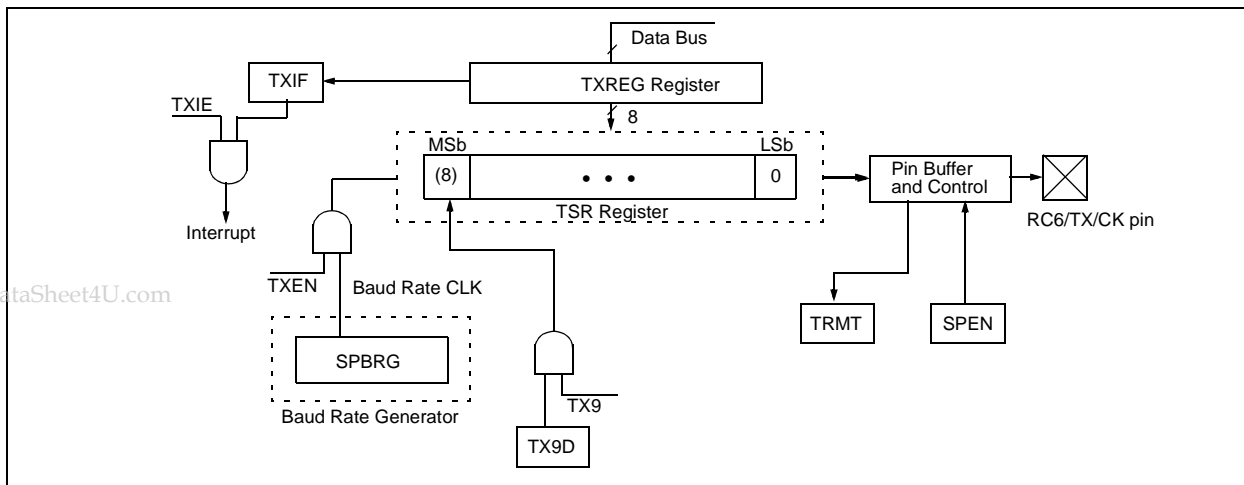 Data Bus
TXIF
TXREG Register
TXIE
8
MSb
LSb
(8)
• • •
0
Pin Buffer
and Control
TSR Register
RC6/TX/CK pin
Interrupt
TXEN
Baud Rate CLK
ataSheet4U.com
TRMT
SPEN
SPBRG
TX9
Baud Rate Generator
TX9D